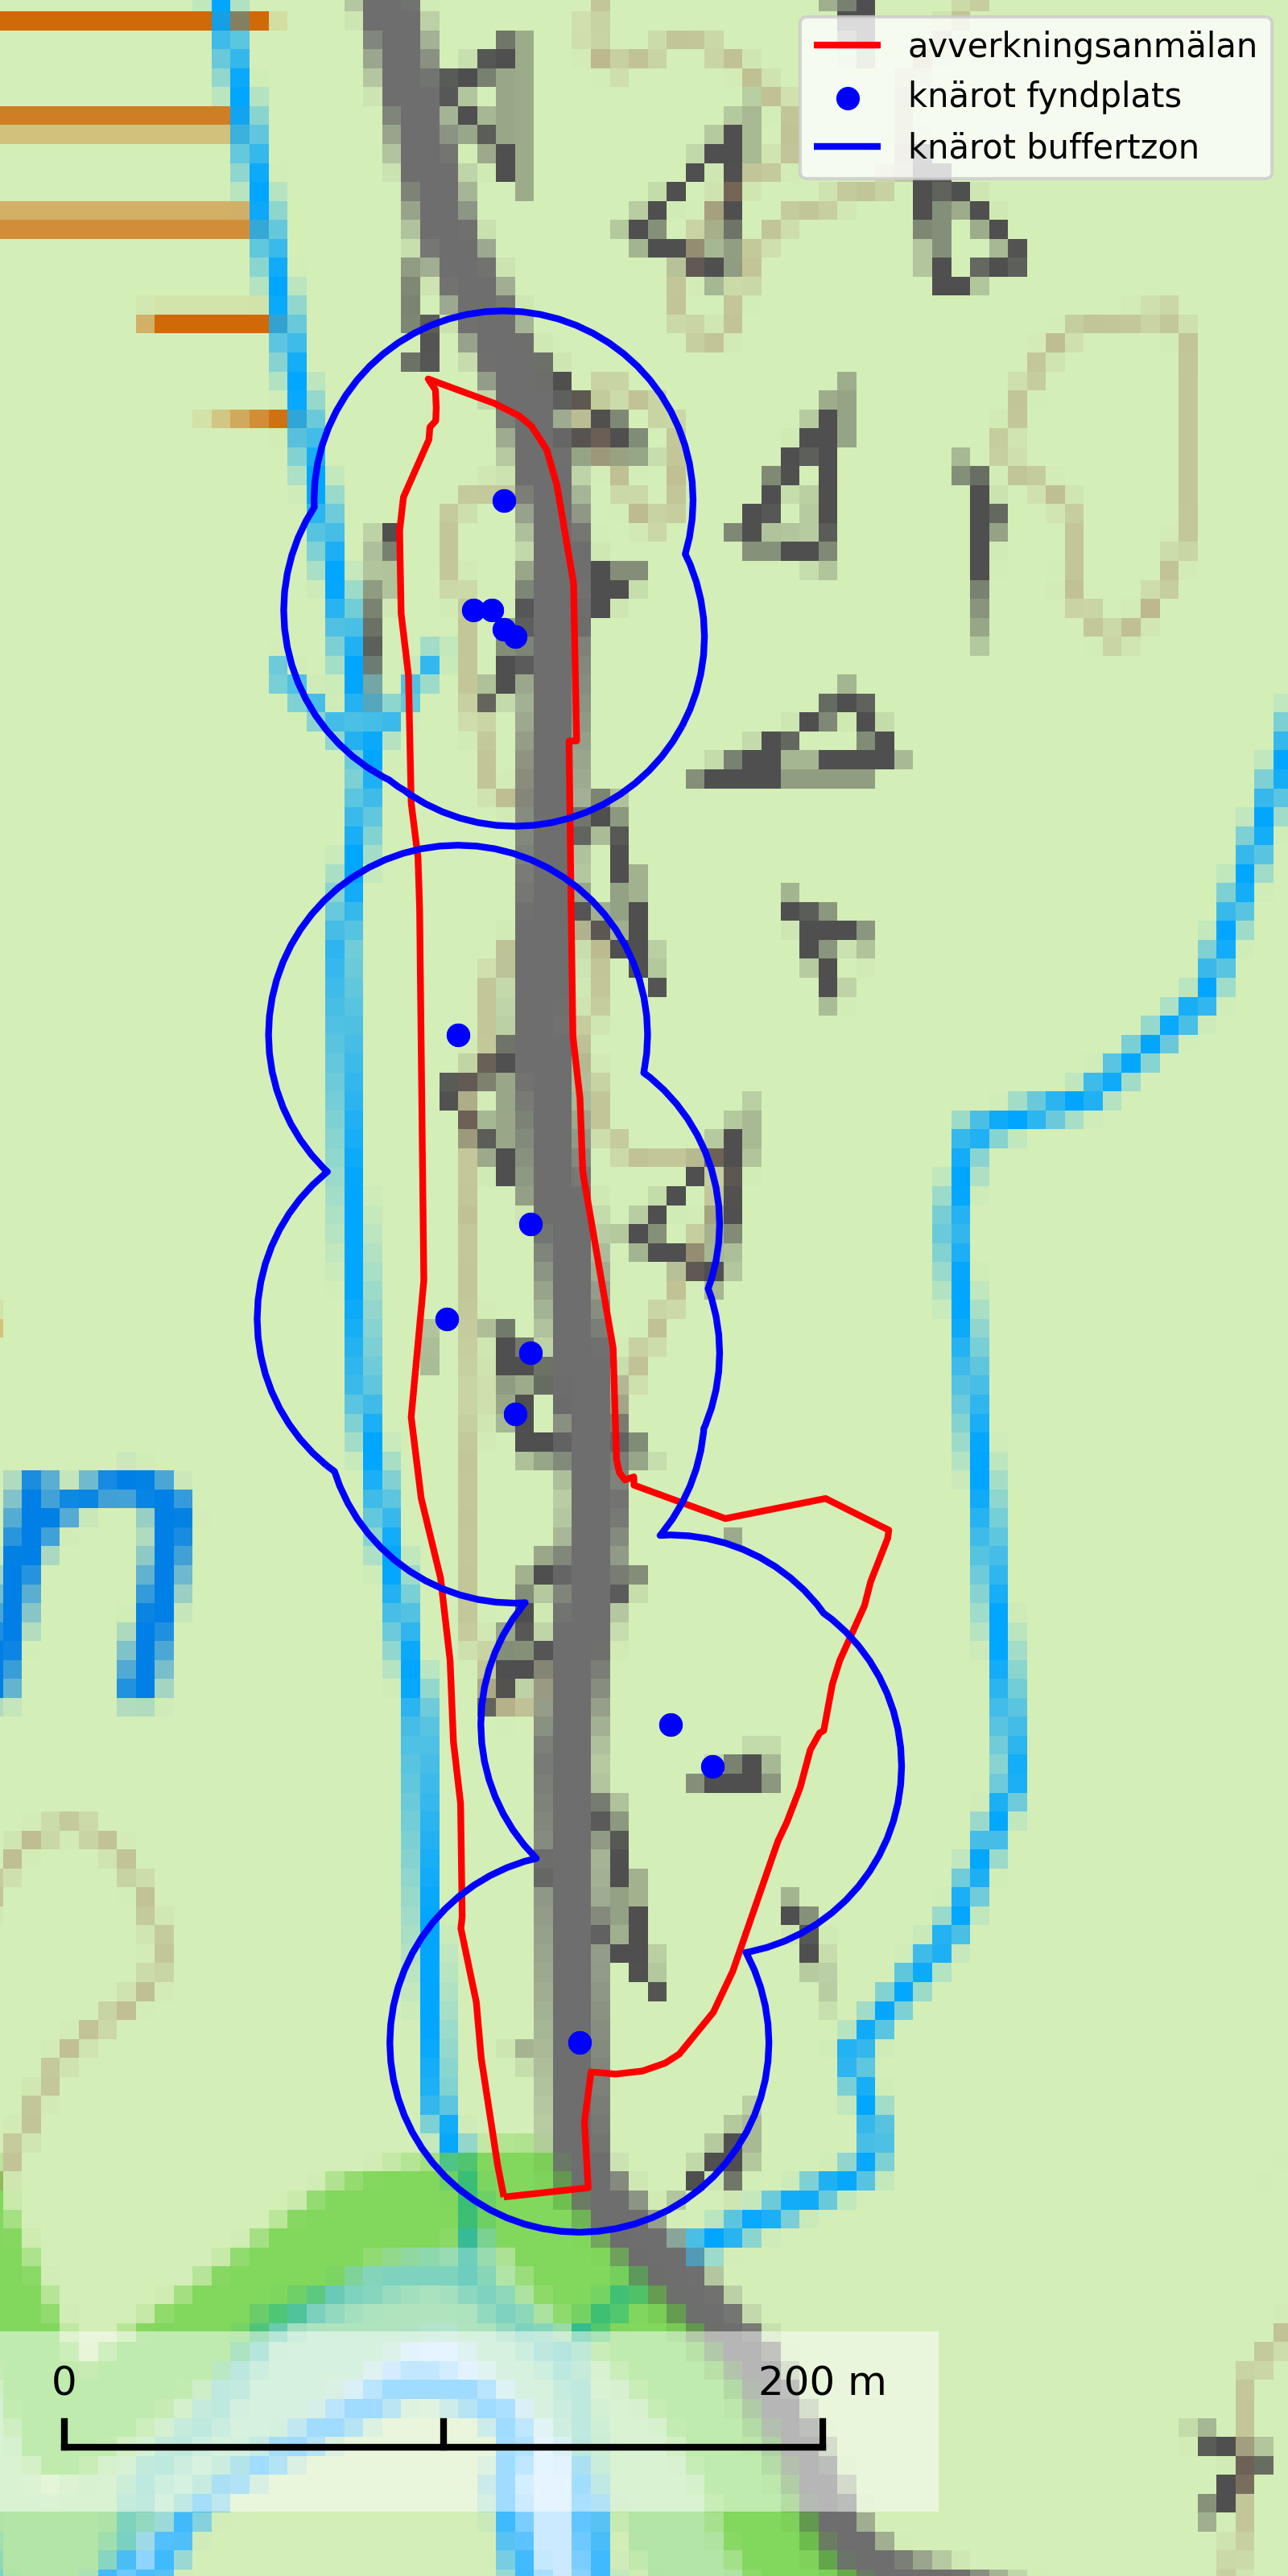 avverkningsanmälan
knärot fyndplats
knärot buffertzon
0 200 m